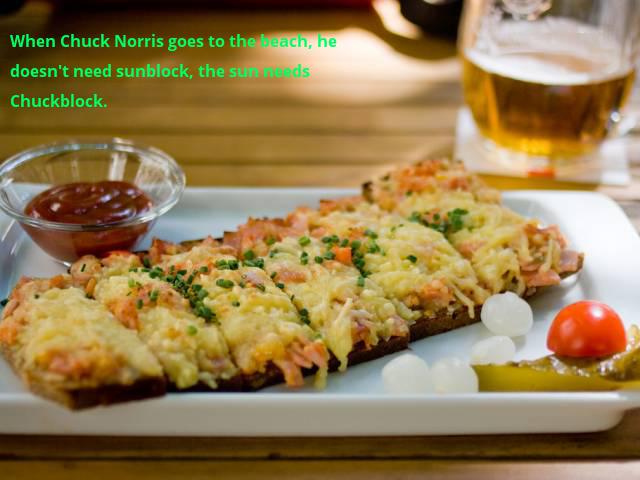 When Chuck Norris goes to the beach, he
doesn't need sunblock, the sun needs
Chuckblock.